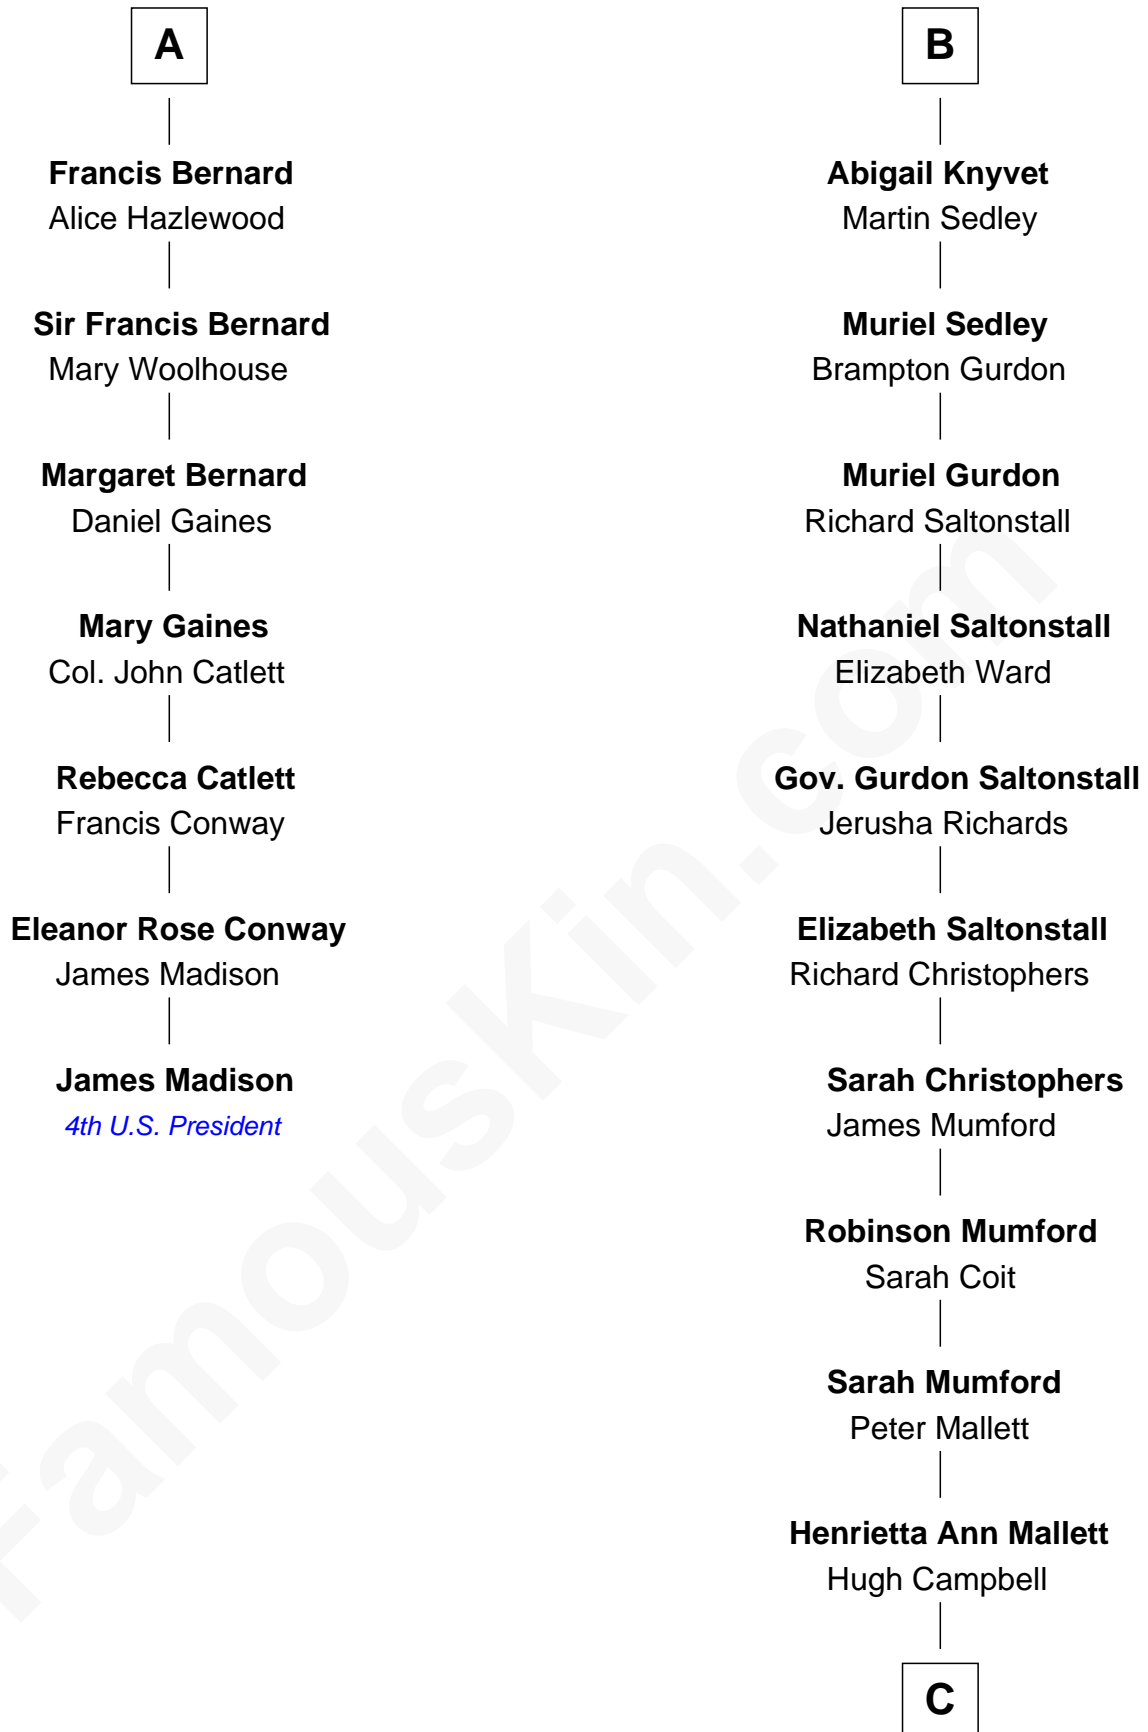 A
Francis Bernard
Alice Hazlewood
Sir Francis Bernard
Mary Woolhouse
Margaret Bernard
Daniel Gaines
Mary Gaines
Col. John Catlett
Rebecca Catlett
Francis Conway
Eleanor Rose Conway
James Madison
James Madison
4th U.S. President
B
Abigail Knyvet
Martin Sedley
Muriel Sedley
Brampton Gurdon
Muriel Gurdon
Richard Saltonstall
Nathaniel Saltonstall
Elizabeth Ward
Gov. Gurdon Saltonstall
Jerusha Richards
Elizabeth Saltonstall
Richard Christophers
Sarah Christophers
James Mumford
Robinson Mumford
Sarah Coit
Sarah Mumford
Peter Mallett
Henrietta Ann Mallett
Hugh Campbell
C
FamousKin.com